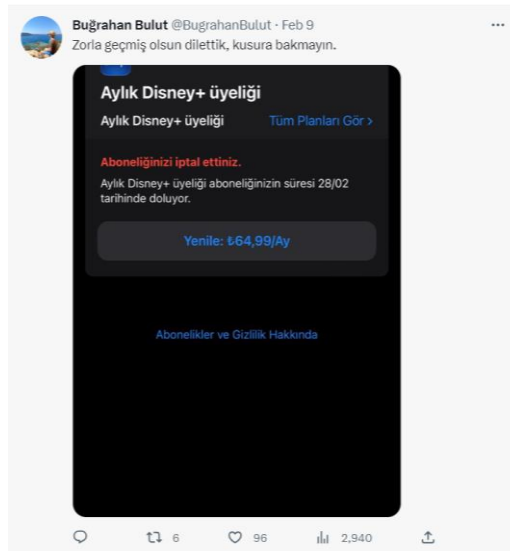 Buğrahan Bulut @BugrahanBulut · Feb 9
Zorla geçmiş olsun dilettik, kusura bakmayın.
Aylık Disney+ üyeliği
Aylık Disney+ üyeliği Tüm Planları Gör >
Aboneliğinizi iptal ettiniz.
Aylık Disney+ üyeliği aboneliğinizin süresi 28/02
tarihinde doluyor.
Yenile: ₺64,99/Ay
Abonelikler ve Gizlilik Hakkında
6 96 2,940